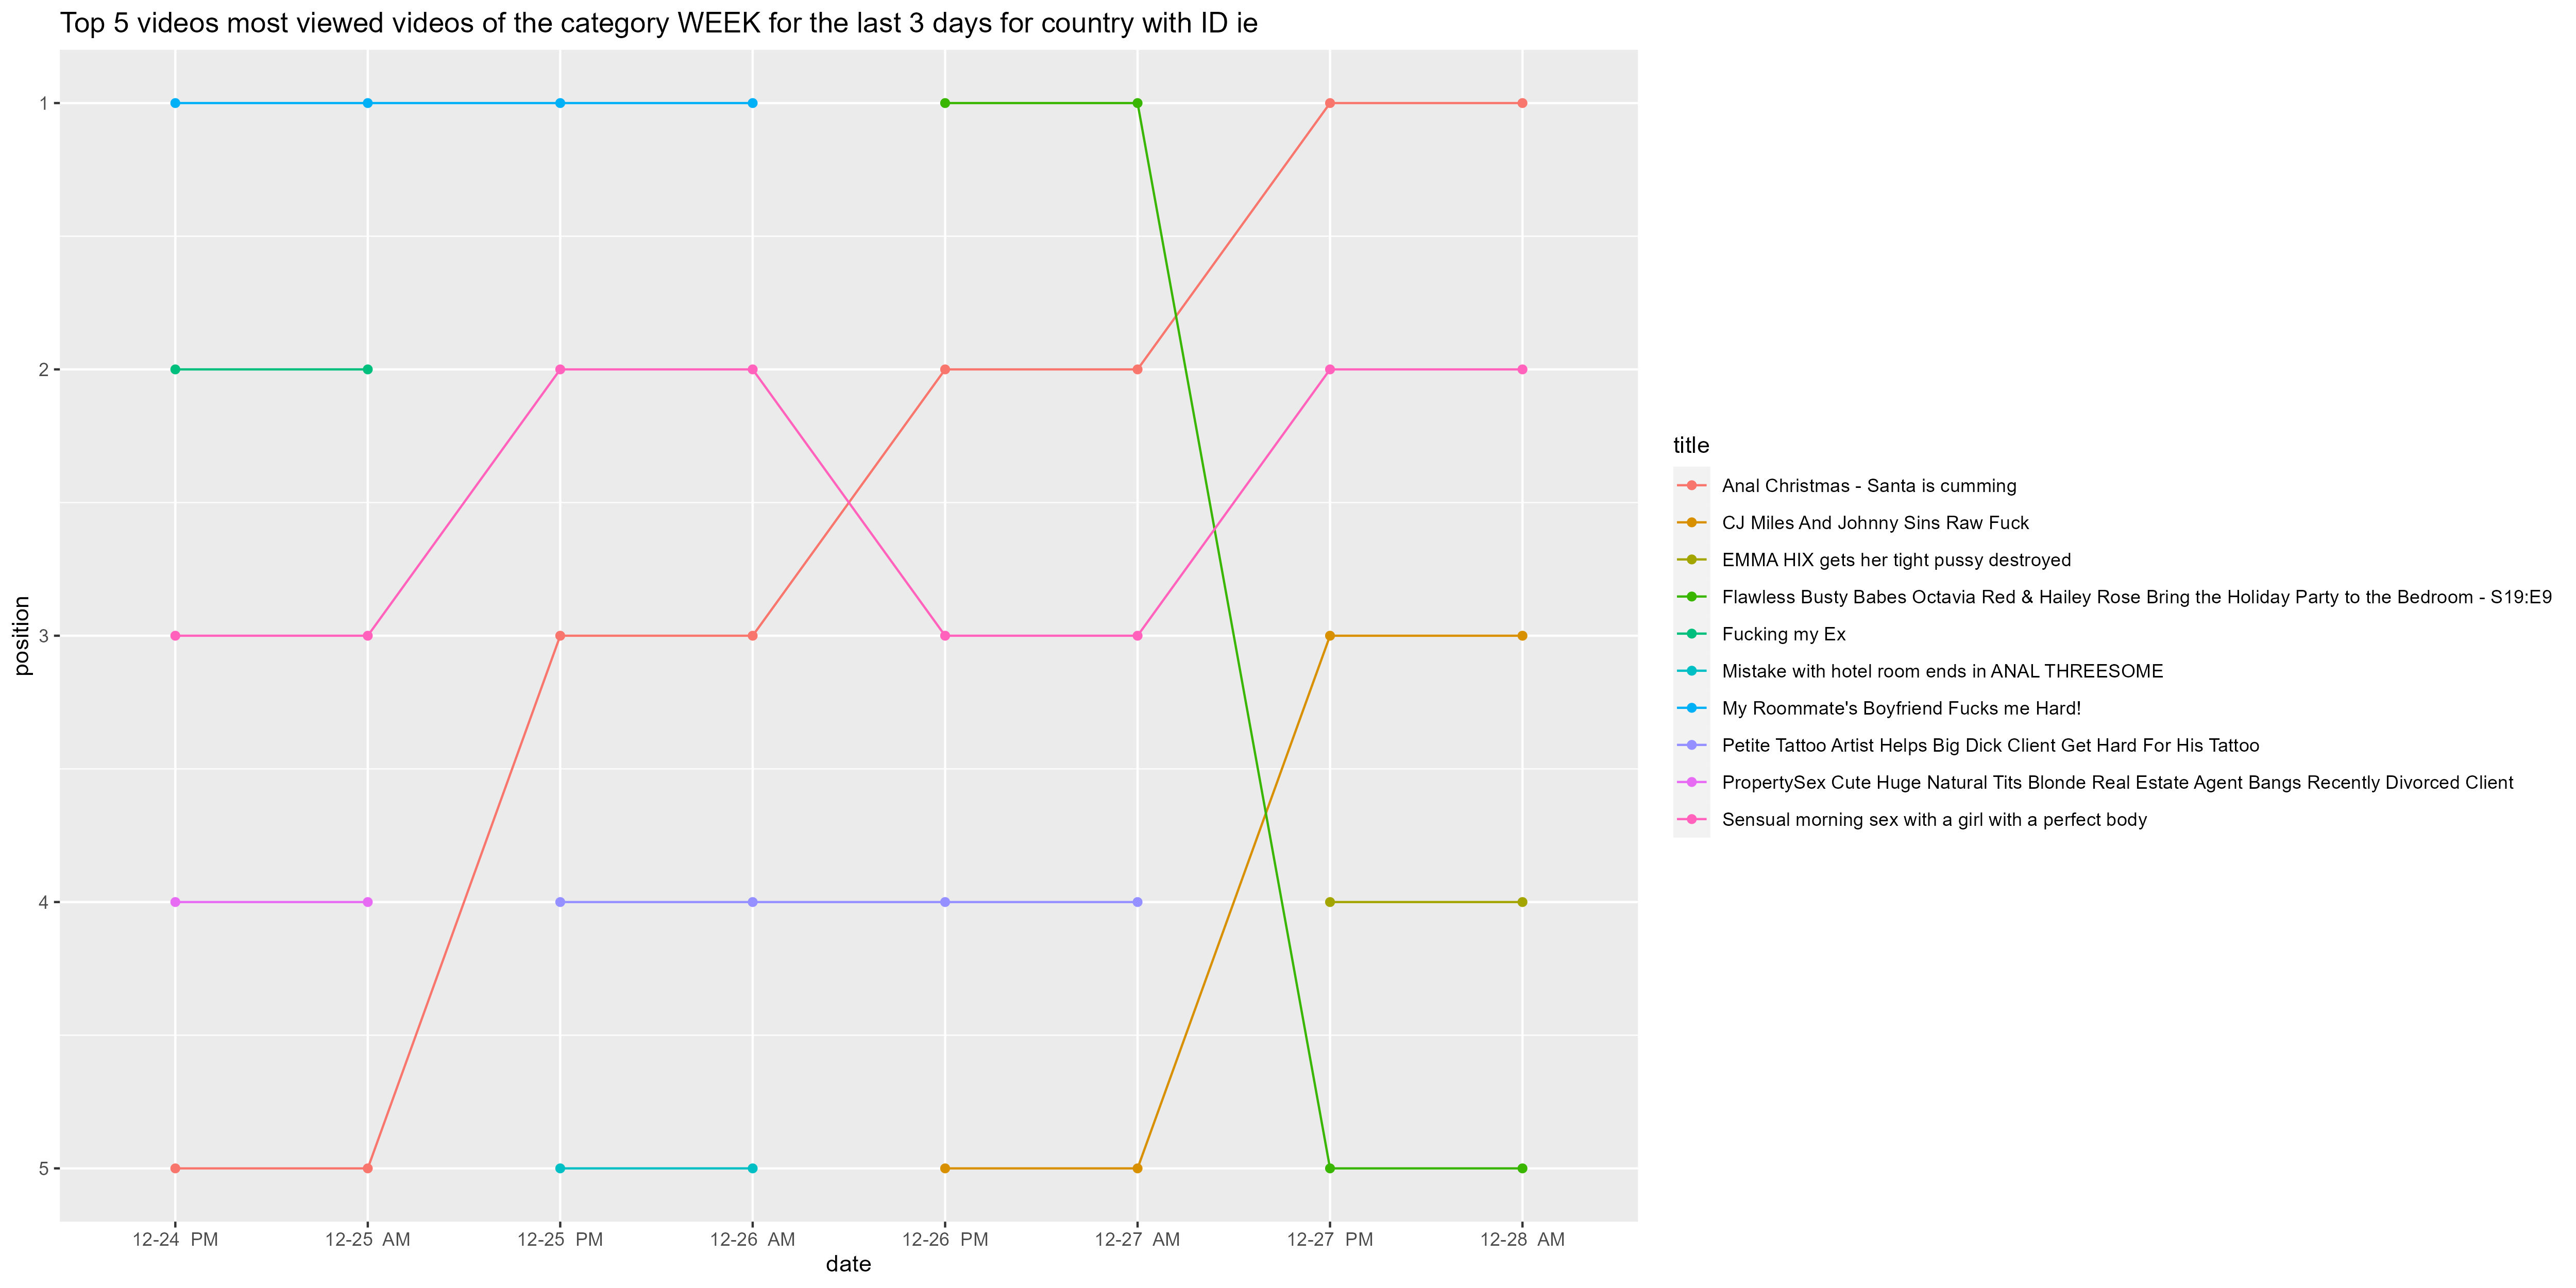 Top 5 videos most viewed videos of the category WEEK for the last 3 days for country with ID ie
1
2
3
4
5
position
12-24 PM
12-25 AM
12-25 PM
12-26 AM
12-26 PM
12-27 AM
12-27 PM
12-28 AM
date
title
Anal Christmas - Santa is cumming
CJ Miles And Johnny Sins Raw Fuck
EMMA HIX gets her tight pussy destroyed
Flawless Busty Babes Octavia Red & Hailey Rose Bring the Holiday Party to the Bedroom - S19:E9
Fucking my Ex
Mistake with hotel room ends in ANAL THREESOME
My Roommate's Boyfriend Fucks me Hard!
Petite Tattoo Artist Helps Big Dick Client Get Hard For His Tattoo
PropertySex Cute Huge Natural Tits Blonde Real Estate Agent Bangs Recently Divorced Client
Sensual morning sex with a girl with a perfect body